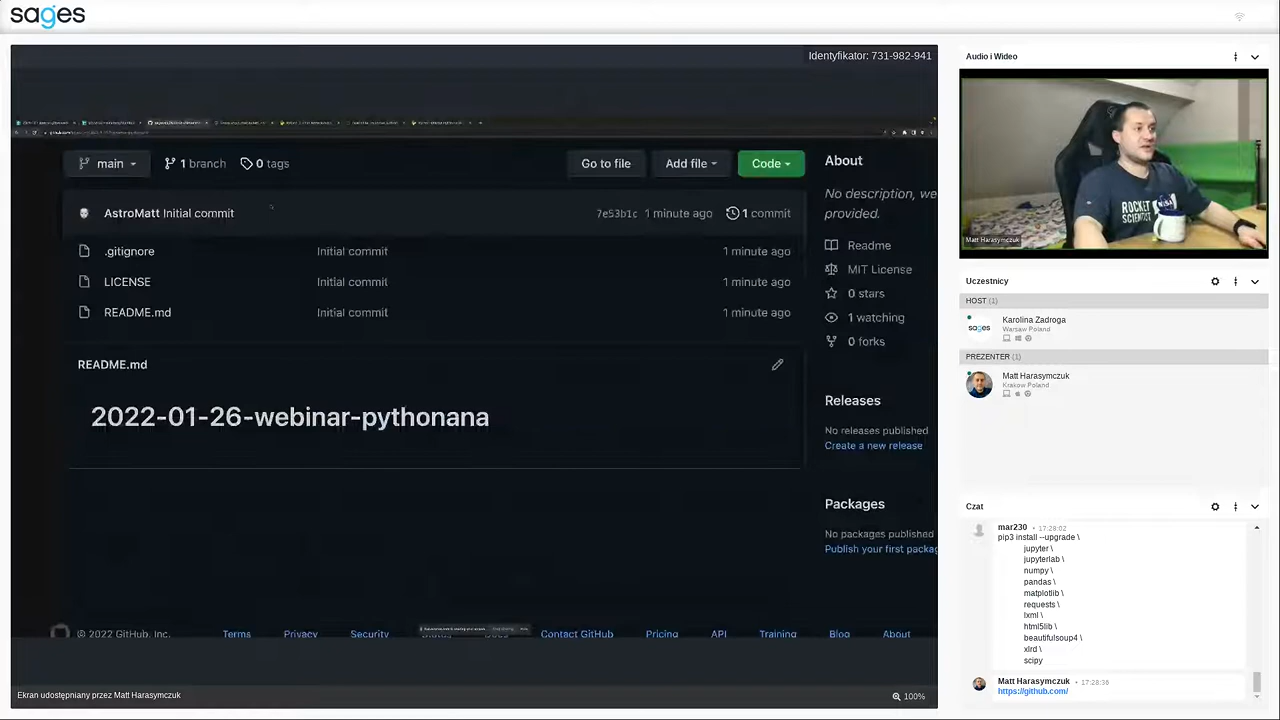 sages
Identyfikator: 731-982-941
main
1 branch
0 tags
Go to file
Add file
Code
About
AstroMatt Initial commit
7e53b1c 1 minute ago
1 commit
No description, we
provided.
.gitignore
Initial commit
1 minute ago
LICENSE
Initial commit
1 minute ago
README.md
Initial commit
1 minute ago
Readme
MIT License
0 stars
1 watching
0 forks
README.md
2022-01-26-webinar-pythonana
Releases
No releases published
Create a new release
Packages
No packages published
Publish your first packag
© 2022 GitHub, Inc.
Terms
Privacy
Security
Contact GitHub
Pricing
API
Training
Blog
About
Ekran udostępniany przez Matt Harasymczuk
100%
Audio i Wideo
ROCKET
SCIENTIST
NASA
Matt Harasymczuk
Uczestnicy
HOST (1)
sages
Karolina Zadroga
Warsaw Poland
PREZENTER (1)
Matt Harasymczuk
Krakow Poland
Czat
mar230 • 17:28:02
pip3 install --upgrade \
jupyter \
jupyterlab \
numpy \
pandas \
matplotlib \
requests \
lxml \
html5lib \
beautifulsoup4 \
xlrd \
scipy
Matt Harasymczuk • 17:28:36
https://github.com/